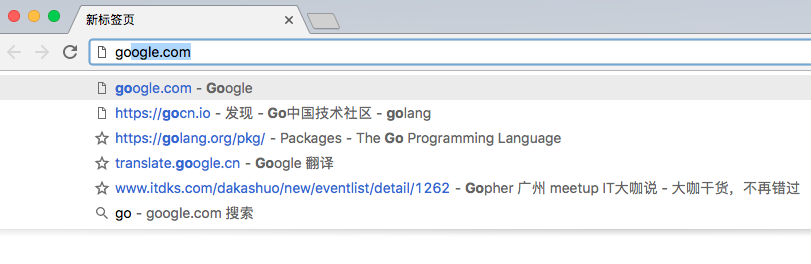 新标签页
google.com
google.com - Google
https://gocn.io - 发现 - Go中国技术社区 - golang
https://golang.org/pkg/ - Packages - The Go Programming Language
translate.google.cn - Google 翻译
www.itdks.com/dakashuo/new/eventlist/detail/1262 - Gopher 广州 meetup IT大咖说 - 大咖干货，不再错过
go - google.com 搜索